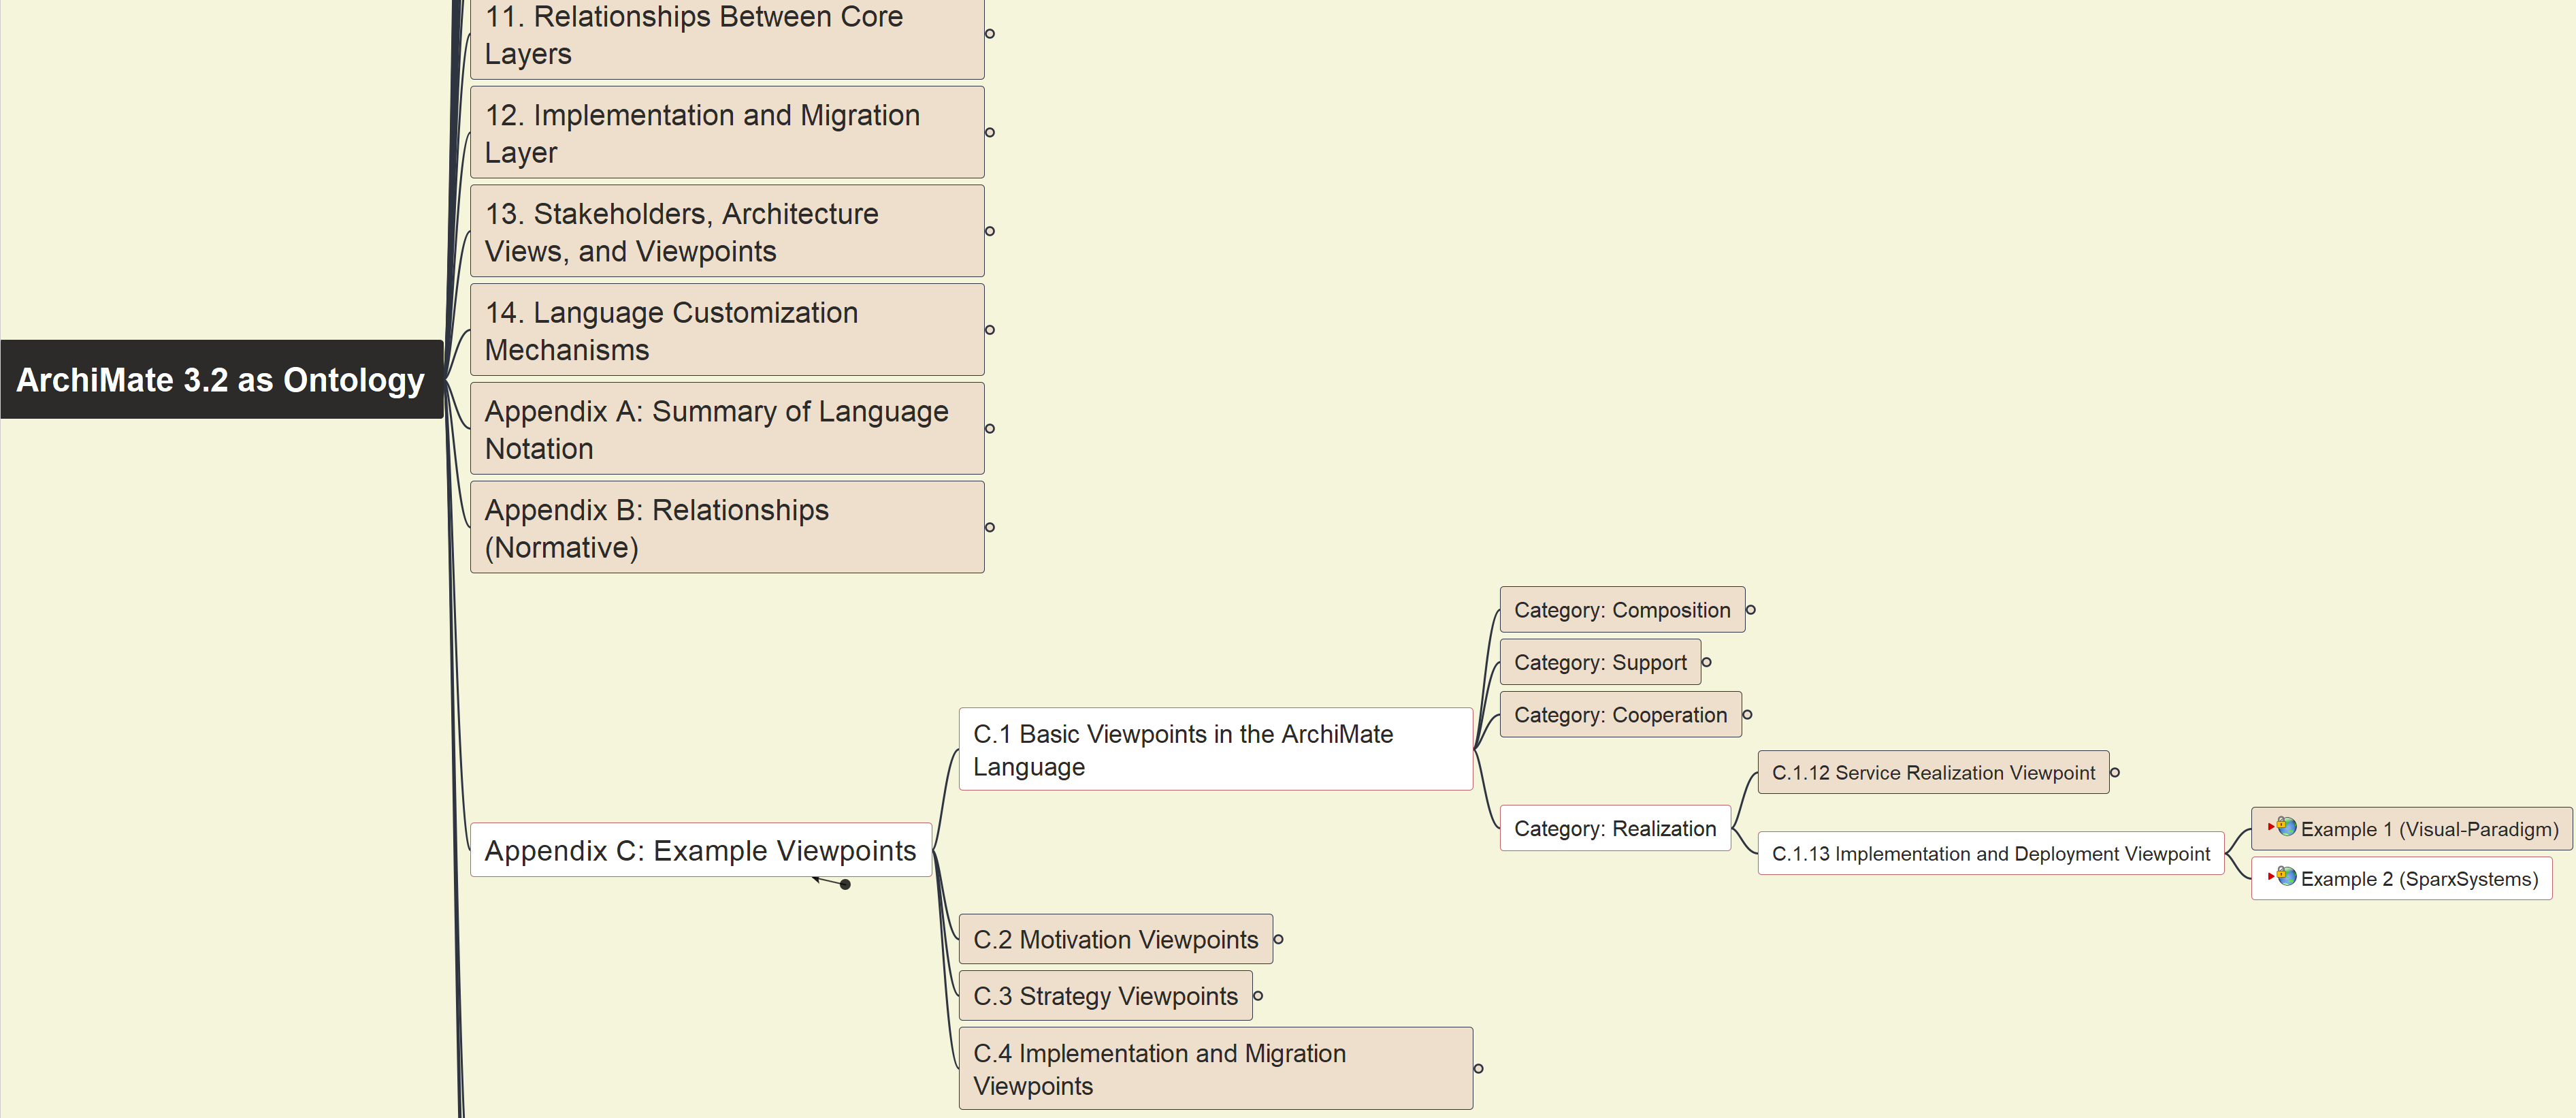 11. Relationships Between Core
Layers
12. Implementation and Migration
Layer
13. Stakeholders, Architecture
Views, and Viewpoints
14. Language Customization
Mechanisms
ArchiMate 3.2 as Ontology
Appendix A: Summary of Language
Notation
Appendix B: Relationships
(Normative)
Category: Composition
Category: Support
Category: Cooperation
C.1 Basic Viewpoints in the ArchiMate
Language
C.1.12 Service Realization Viewpoint
Category: Realization
Example 1 (Visual-Paradigm)
C.1.13 Implementation and Deployment Viewpoint
Example 2 (SparxSystems)
Appendix C: Example Viewpoints
C.2 Motivation Viewpoints
C.3 Strategy Viewpoints
C.4 Implementation and Migration
Viewpoints